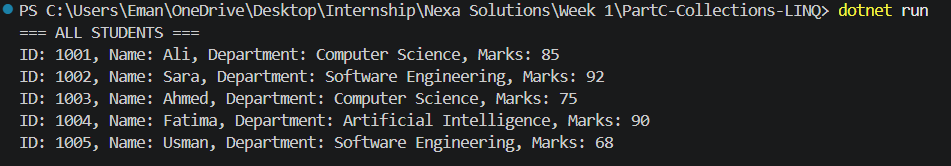 PS C:\Users\Eman\OneDrive\Desktop\Internship\Nexa Solutions\Week 1\PartC-Collections-LINQ> dotnet run
=== ALL STUDENTS ===
ID: 1001, Name: Ali, Department: Computer Science, Marks: 85
ID: 1002, Name: Sara, Department: Software Engineering, Marks: 92
ID: 1003, Name: Ahmed, Department: Computer Science, Marks: 75
ID: 1004, Name: Fatima, Department: Artificial Intelligence, Marks: 90
ID: 1005, Name: Usman, Department: Software Engineering, Marks: 68